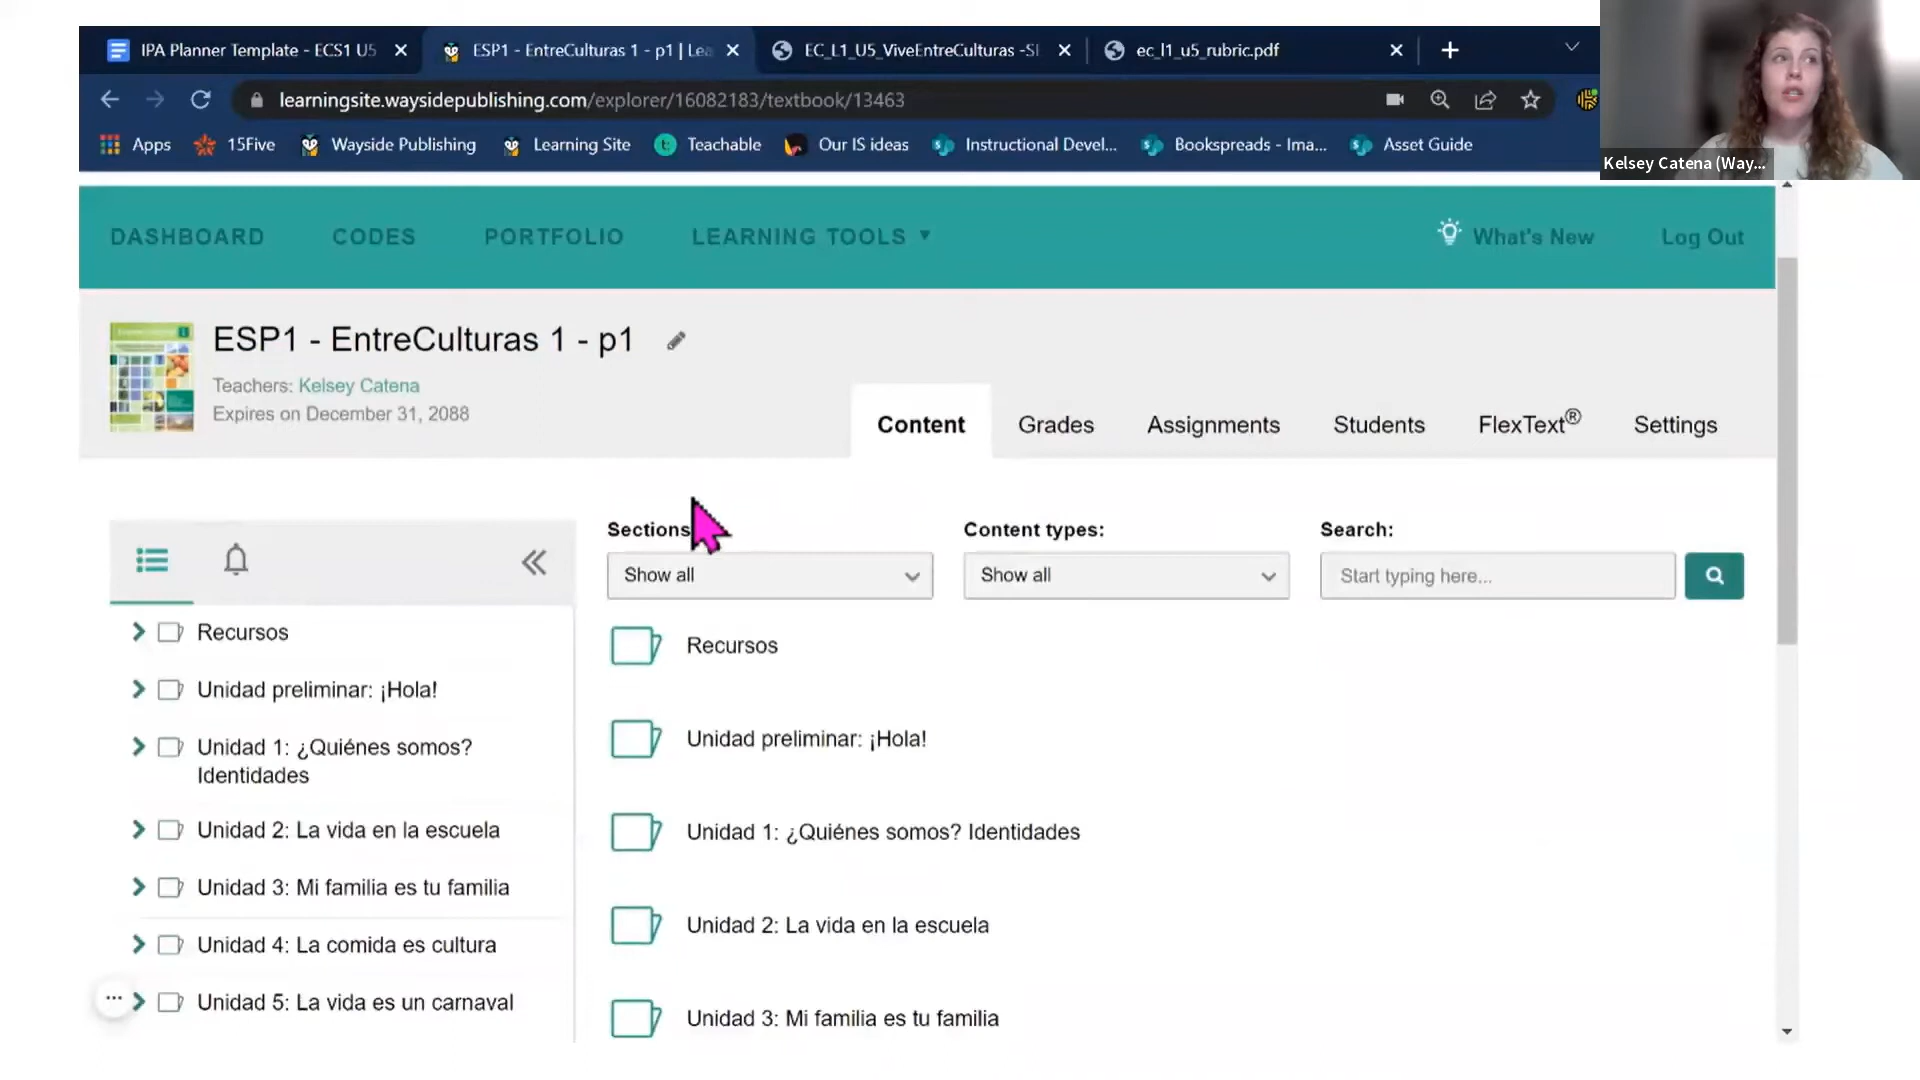 IPA Planner Template - ECS1 U5
ESP1 - EntreCulturas 1 - p1 | Lea
EC_L1_U5_ViveEntreCulturas -SI
ec_l1_u5_rubric.pdf
learningsite.waysidepublishing.com/explorer/16082183/textbook/13463
Apps
15Five
Wayside Publishing
Learning Site
Teachable
Our IS ideas
Instructional Devel...
Bookspreads - Ima...
Asset Guide
Kelsey Catena (Way...
DASHBOARD
CODES
PORTFOLIO
LEARNING TOOLS
What's New
Log Out
ESP1 - EntreCulturas 1 - p1
Teachers: Kelsey Catena
Expires on December 31, 2088
Content
Grades
Assignments
Students
FlexText®
Settings
Recursos
Unidad preliminar: ¡Hola!
Unidad 1: ¿Quiénes somos?
Identidades
Unidad 2: La vida en la escuela
Unidad 3: Mi familia es tu familia
Unidad 4: La comida es cultura
Unidad 5: La vida es un carnaval
Sections
Show all
Content types:
Show all
Search:
Start typing here...
Recursos
Unidad preliminar: ¡Hola!
Unidad 1: ¿Quiénes somos? Identidades
Unidad 2: La vida en la escuela
Unidad 3: Mi familia es tu familia